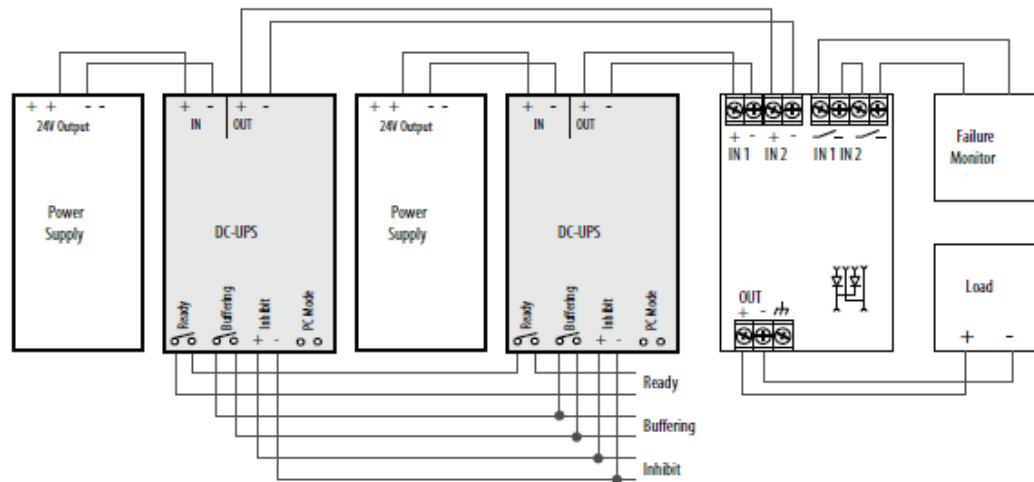 + + - -
24V Output
Power
Supply
+ - + -
IN OUT
DC-UPS
Ready
Buffering
Inhibit
PC Mode
+ -
+ + - -
24V Output
Power
Supply
+ - + -
IN OUT
DC-UPS
Ready
Buffering
Inhibit
PC Mode
+ -
+ - + -
IN 1 IN 2 IN 1 IN 2
OUT
+ -
Failure
Monitor
Load
+ -
Ready
Buffering
Inhibit